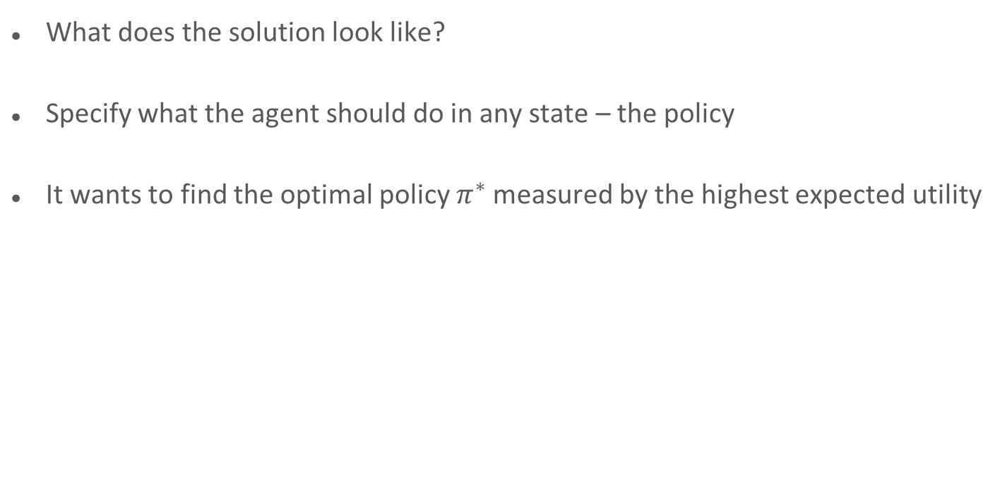 • What does the solution look like?
• Specify what the agent should do in any state – the policy
• It wants to find the optimal policy π* measured by the highest expected utility